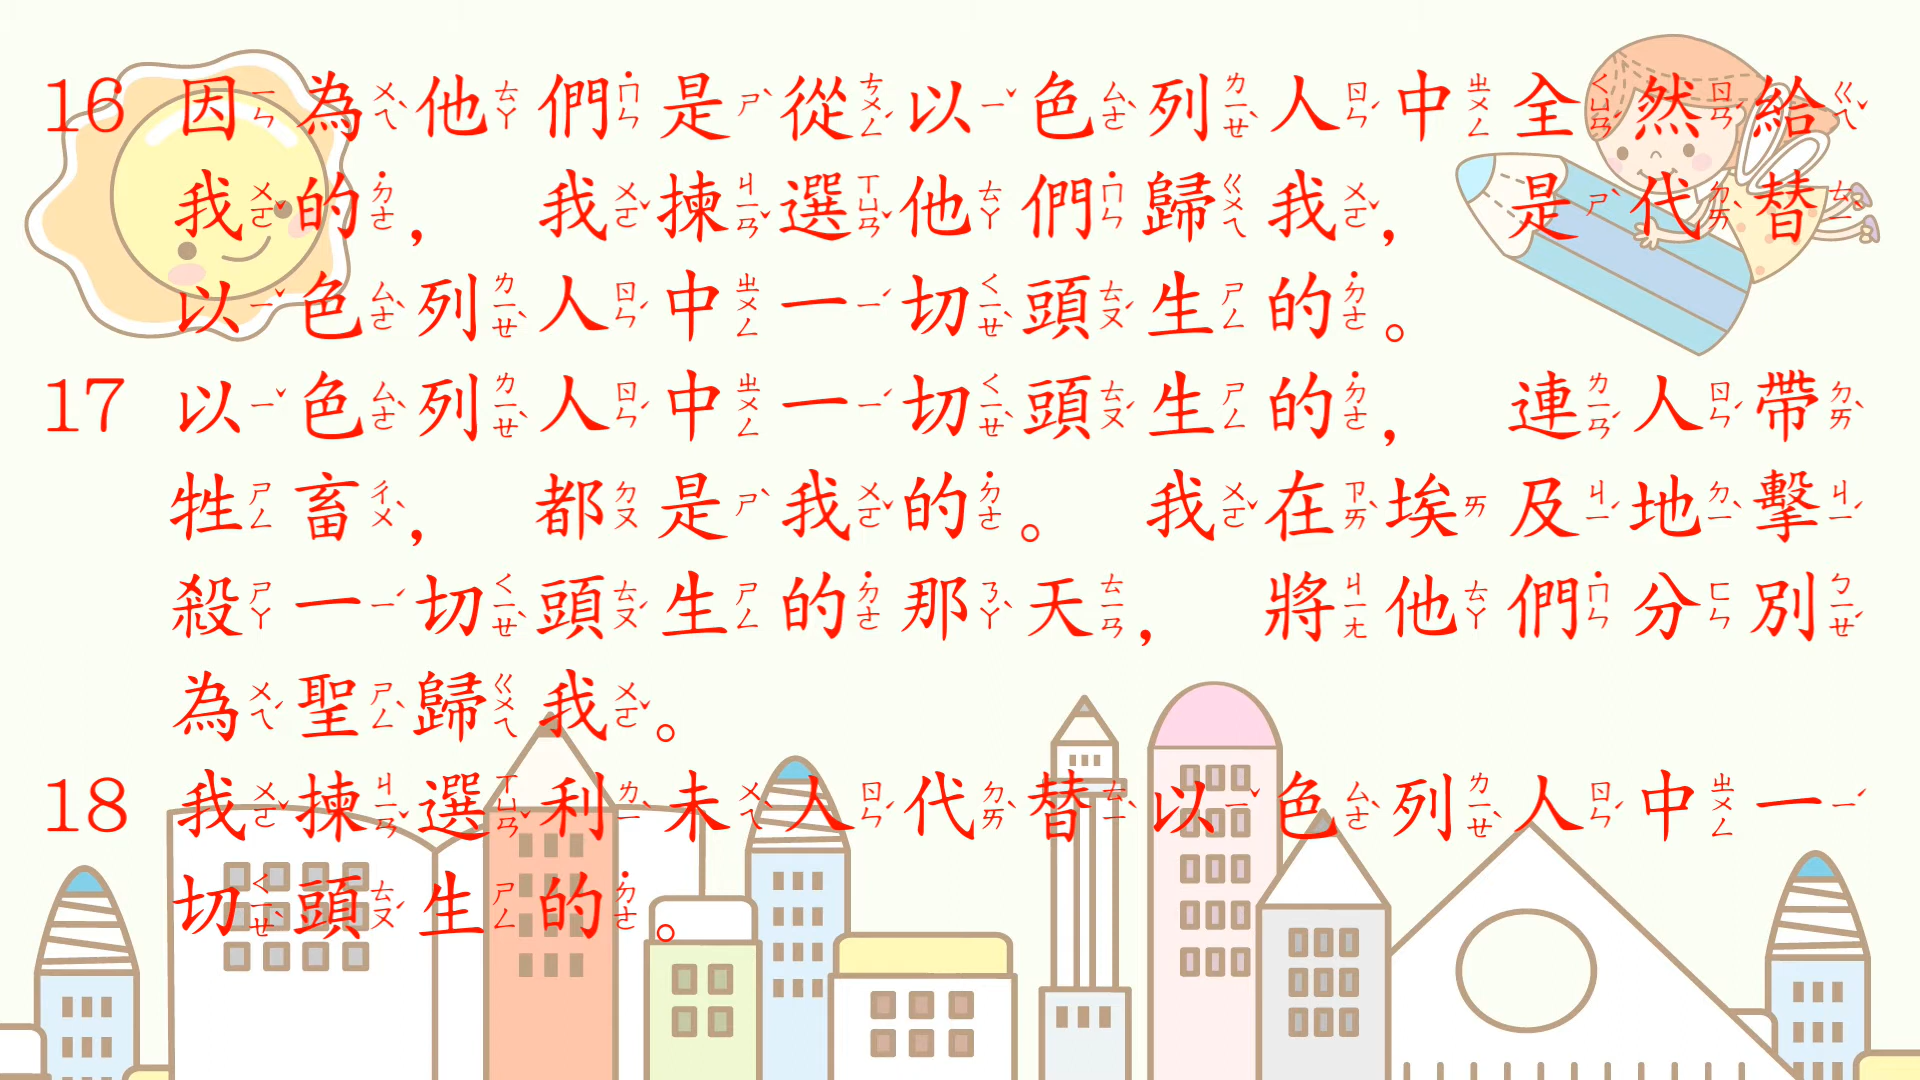 16 因為他們是從以色列人中全然給
我的， 我揀選他們歸我， 是代替
以色列人中一切頭生的。
17 以色列人中一切頭生的， 連人帶
牲畜， 都是我的。 我在埃及地擊
殺一切頭生的那天， 將他們分別
為聖歸我。
18 我揀選利未人代替以色列人中一
切頭生的。